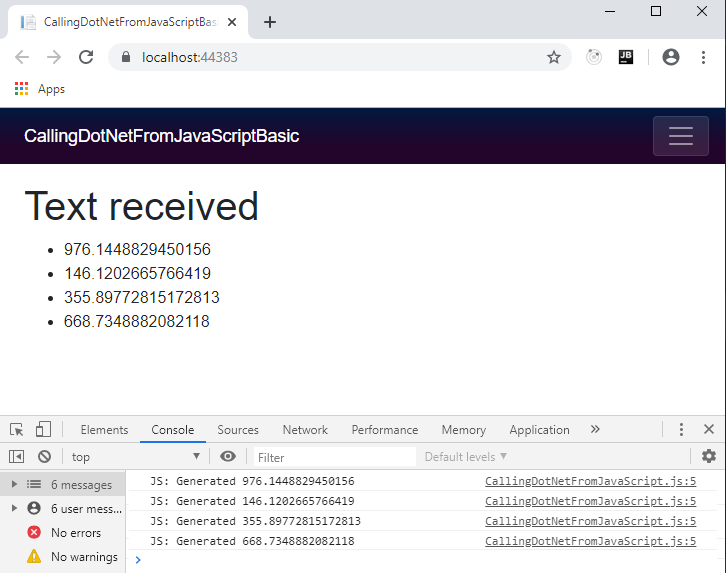 CallingDotNetFromJavaScriptBas
localhost:44383
Apps
CallingDotNetFromJavaScriptBasic
Text received
976.1448829450156
146.1202665766419
355.89772815172813
668.7348882082118
Elements Console Sources Network Performance Memory Application
top Filter Default levels
6 messages
JS: Generated 976.1448829450156 CallingDotNetFromJavaScript.js:5
6 user mess...
JS: Generated 146.1202665766419 CallingDotNetFromJavaScript.js:5
No errors
JS: Generated 355.89772815172813 CallingDotNetFromJavaScript.js:5
No warnings
JS: Generated 668.7348882082118 CallingDotNetFromJavaScript.js:5